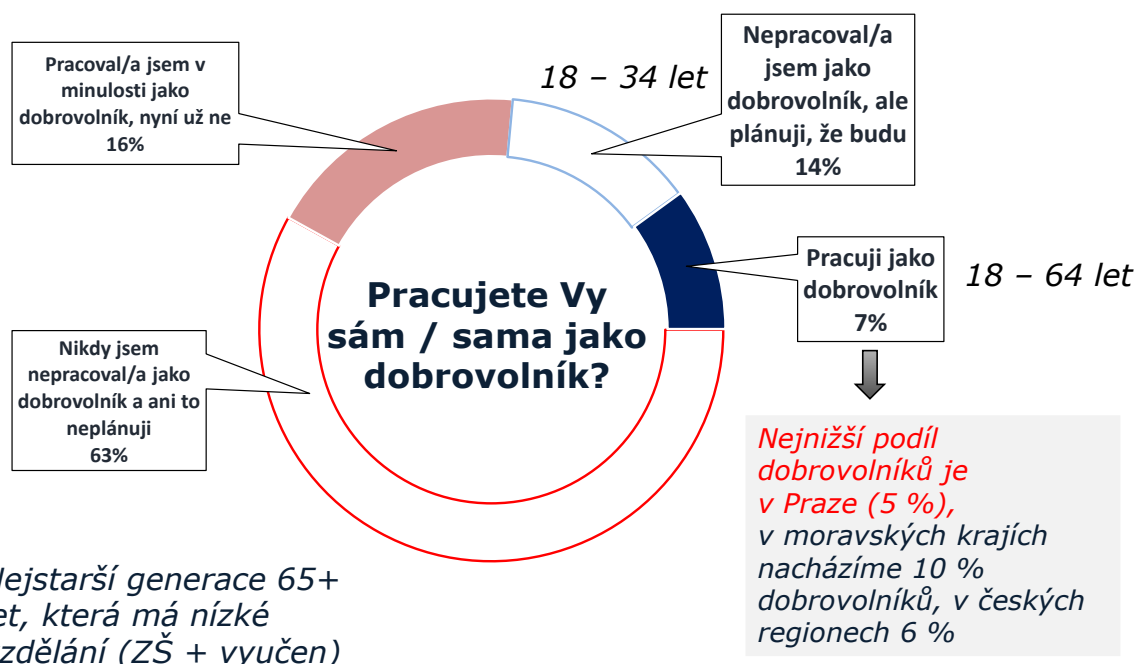 Pracoval/a jsem v
minulosti jako
dobrovolník, nyní už ne
16%
18 – 34 let
Nepracoval/a
jsem jako
dobrovolník, ale
plánuji, že budu
14%
Pracuji jako
dobrovolník
7%
18 – 64 let
Pracujete Vy
sám / sama jako
dobrovolník?
Nikdy jsem
nepracoval/a jako
dobrovolník a ani to
neplánuji
63%
Nejnižší podíl
dobrovolníků je
v Praze (5 %),
v moravských krajích
nacházíme 10 %
dobrovolníků, v českých
regionech 6 %
Nejstarší generace 65+
let, která má nízké
vzdělání (ZŠ + vyučen)